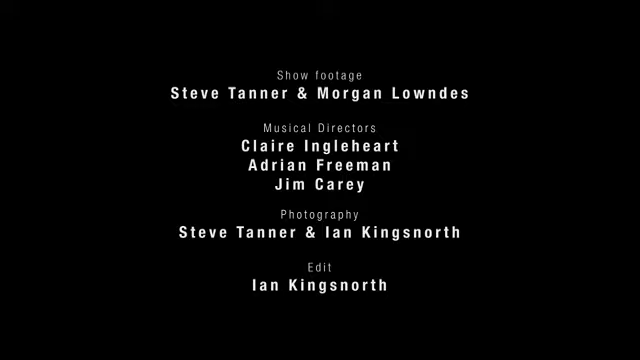 Show footage
Steve Tanner & Morgan Lowndes
Musical Directors
Claire Ingleheart
Adrian Freeman
Jim Carey
Photography
Steve Tanner & Ian Kingsnorth
Edit
Ian Kingsnorth